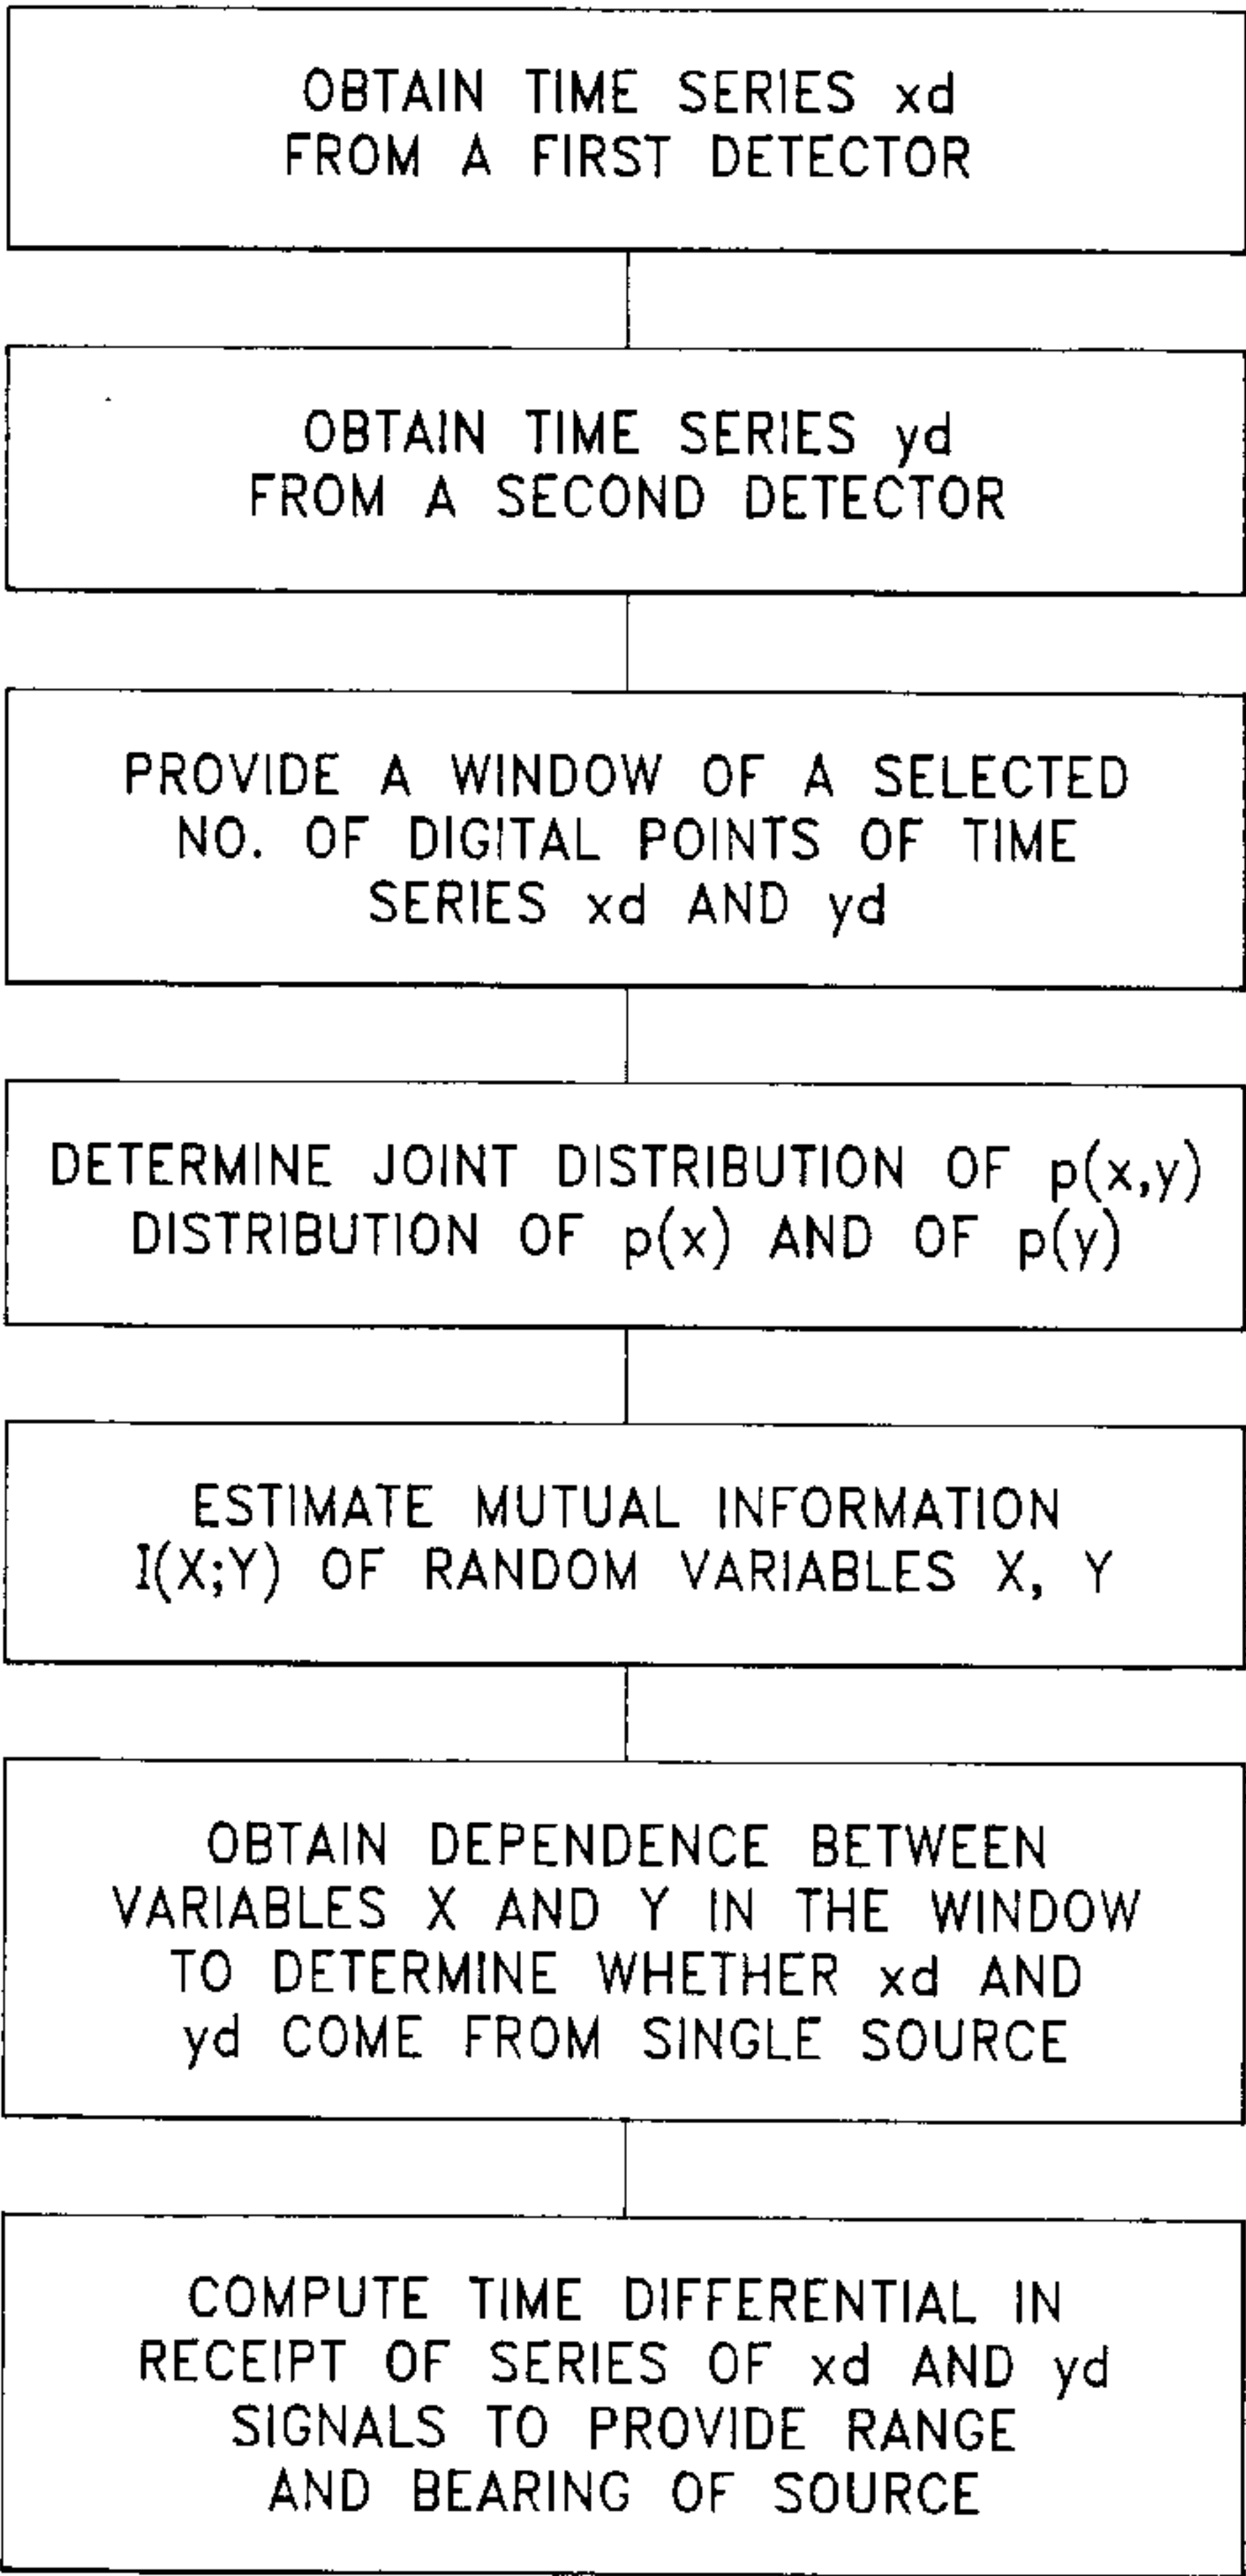 OBTAIN TIME SERIES xd
FROM A FIRST DETECTOR
OBTAIN TIME SERIES yd
FROM A SECOND DETECTOR
PROVIDE A WINDOW OF A SELECTED
NO. OF DIGITAL POINTS OF TIME
SERIES xd AND yd
DETERMINE JOINT DISTRIBUTION OF p(x,y)
DISTRIBUTION OF p(x) AND OF p(y)
ESTIMATE MUTUAL INFORMATION
I(X;Y) OF RANDOM VARIABLES X, Y
OBTAIN DEPENDENCE BETWEEN
VARIABLES X AND Y IN THE WINDOW
TO DETERMINE WHETHER xd AND
yd COME FROM SINGLE SOURCE
COMPUTE TIME DIFFERENTIAL IN
RECEIPT OF SERIES OF xd AND yd
SIGNALS TO PROVIDE RANGE
AND BEARING OF SOURCE